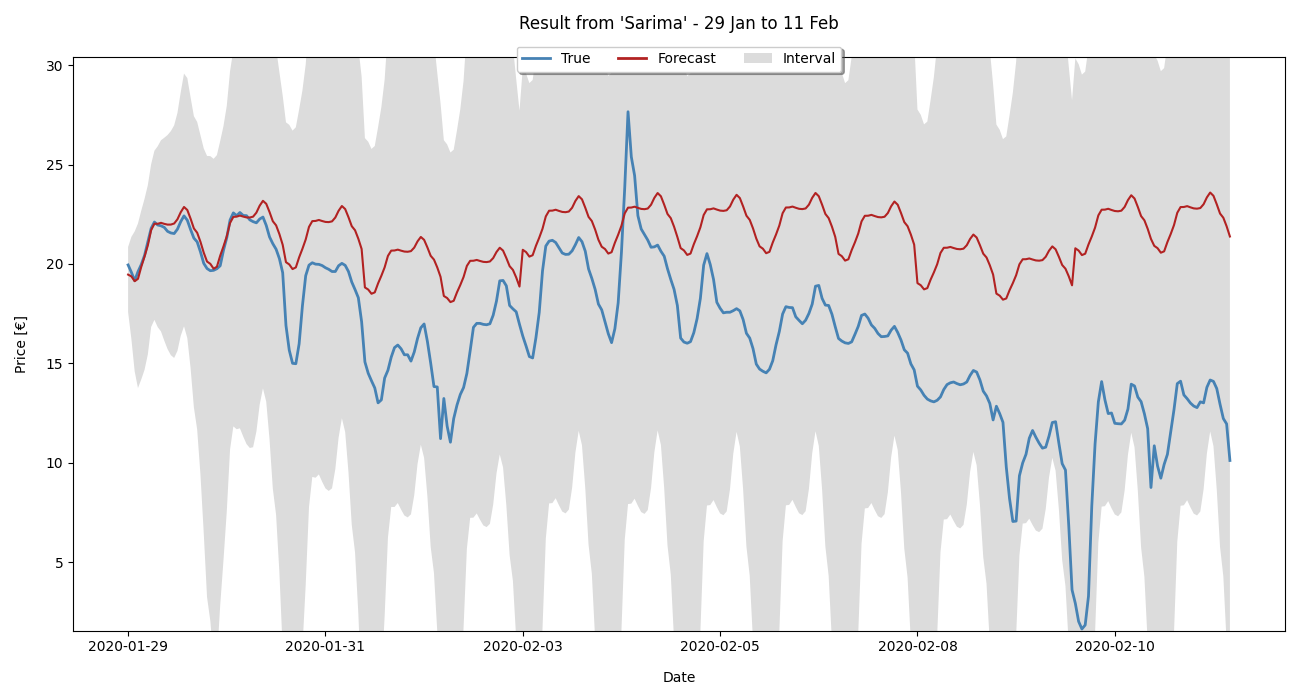 Result from 'Sarima' - 29 Jan to 11 Feb
True Forecast Interval
30
25
20
15
10
5
Price [€]
2020-01-29 2020-01-31 2020-02-03 2020-02-05 2020-02-08 2020-02-10
Date